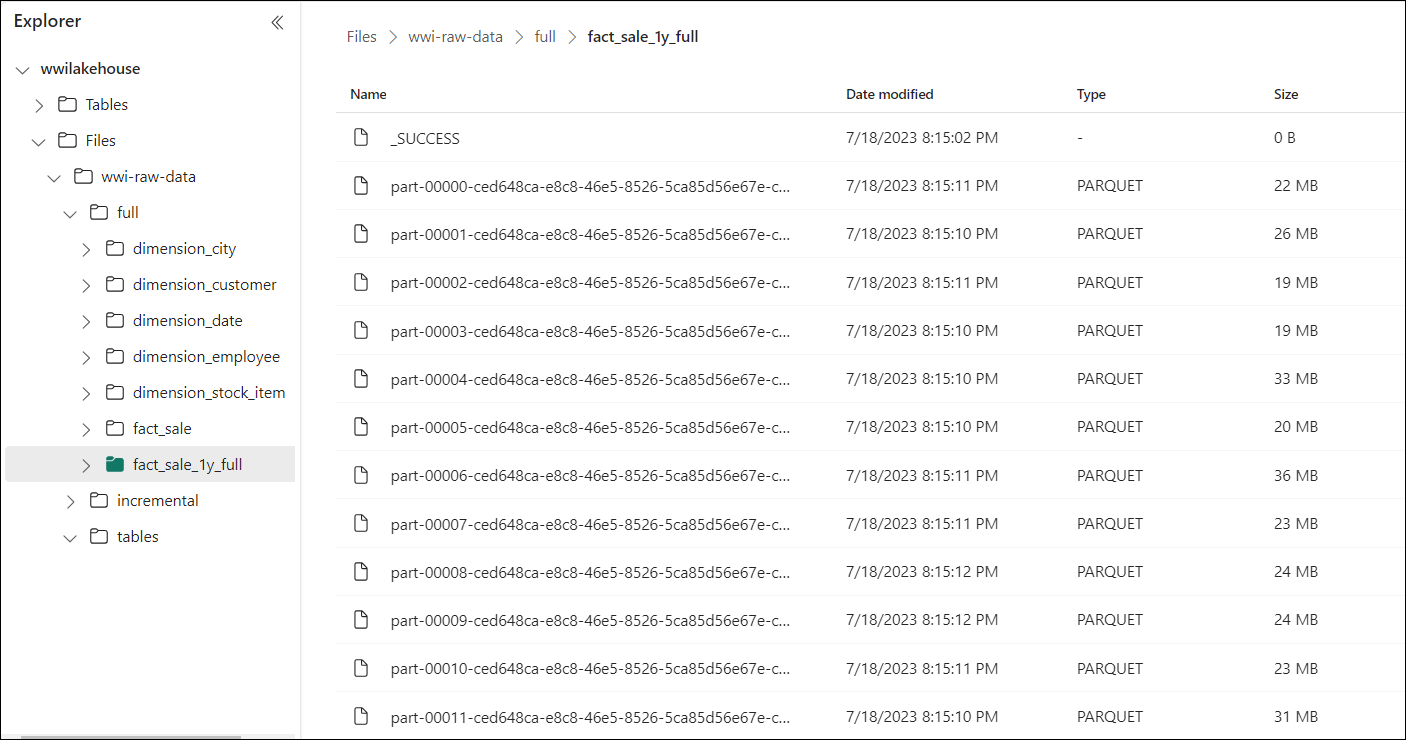 Explorer
wwilakehouse
Tables
Files
wwi-raw-data
full
dimension_city
dimension_customer
dimension_date
dimension_employee
dimension_stock_item
fact_sale
fact_sale_1y_full
incremental
tables
Files > wwi-raw-data > full > fact_sale_1y_full
Name Date modified Type Size
_SUCCESS 7/18/2023 8:15:02 PM - 0 B
part-00000-ced648ca-e8c8-46e5-8526-5ca85d56e67e-c... 7/18/2023 8:15:11 PM PARQUET 22 MB
part-00001-ced648ca-e8c8-46e5-8526-5ca85d56e67e-c... 7/18/2023 8:15:10 PM PARQUET 26 MB
part-00002-ced648ca-e8c8-46e5-8526-5ca85d56e67e-c... 7/18/2023 8:15:11 PM PARQUET 19 MB
part-00003-ced648ca-e8c8-46e5-8526-5ca85d56e67e-c... 7/18/2023 8:15:10 PM PARQUET 19 MB
part-00004-ced648ca-e8c8-46e5-8526-5ca85d56e67e-c... 7/18/2023 8:15:10 PM PARQUET 33 MB
part-00005-ced648ca-e8c8-46e5-8526-5ca85d56e67e-c... 7/18/2023 8:15:10 PM PARQUET 20 MB
part-00006-ced648ca-e8c8-46e5-8526-5ca85d56e67e-c... 7/18/2023 8:15:11 PM PARQUET 36 MB
part-00007-ced648ca-e8c8-46e5-8526-5ca85d56e67e-c... 7/18/2023 8:15:11 PM PARQUET 23 MB
part-00008-ced648ca-e8c8-46e5-8526-5ca85d56e67e-c... 7/18/2023 8:15:12 PM PARQUET 24 MB
part-00009-ced648ca-e8c8-46e5-8526-5ca85d56e67e-c... 7/18/2023 8:15:12 PM PARQUET 24 MB
part-00010-ced648ca-e8c8-46e5-8526-5ca85d56e67e-c... 7/18/2023 8:15:11 PM PARQUET 23 MB
part-00011-ced648ca-e8c8-46e5-8526-5ca85d56e67e-c... 7/18/2023 8:15:10 PM PARQUET 31 MB